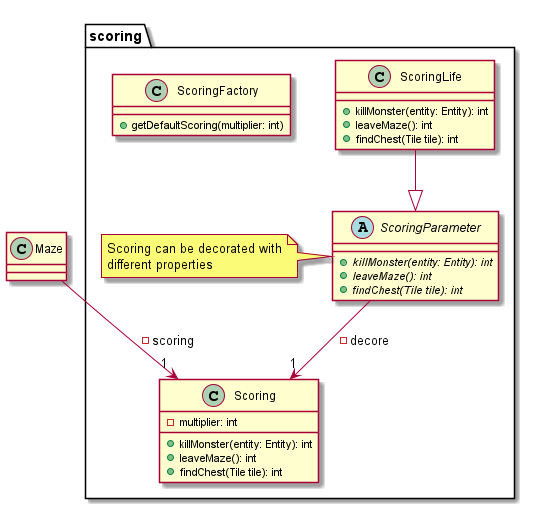 scoring
C ScoringFactory
getDefaultScoring(multiplier: int)
C ScoringLife
killMonster(entity: Entity): int
leaveMaze(): int
findChest(Tile tile): int
C Maze
Scoring can be decorated with
different properties
A ScoringParameter
killMonster(entity: Entity): int
leaveMaze(): int
findChest(Tile tile): int
scoring
1
decore
1
C Scoring
multiplier: int
killMonster(entity: Entity): int
leaveMaze(): int
findChest(Tile tile): int